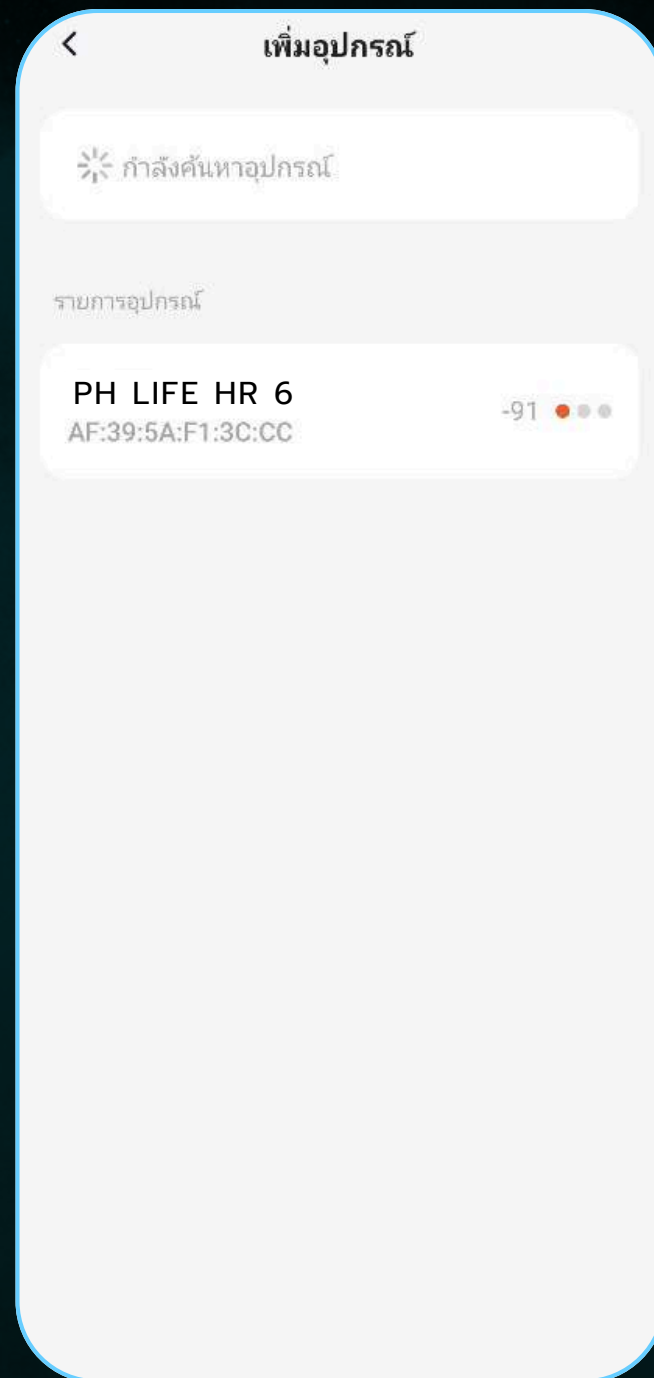 เพิ่มอุปกรณ์
กำลังค้นหาอุปกรณ์
รายการอุปกรณ์
PH LIFE HR 6
-91
AF:39:5A:F1:3C:CC